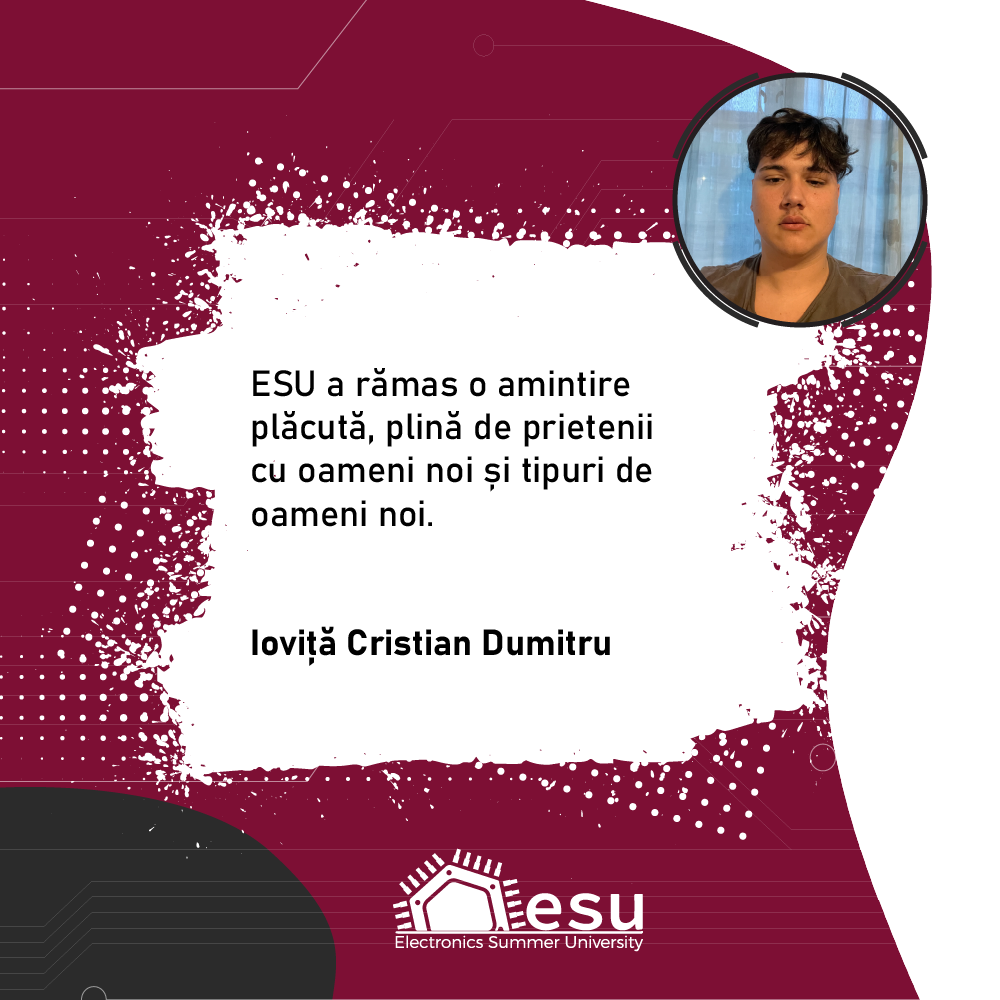 ESU a rămas o amintire
plăcută, plină de prietenii
cu oameni noi și tipuri de
oameni noi.
Ioviță Cristian Dumitru
esu
Electronics Summer University